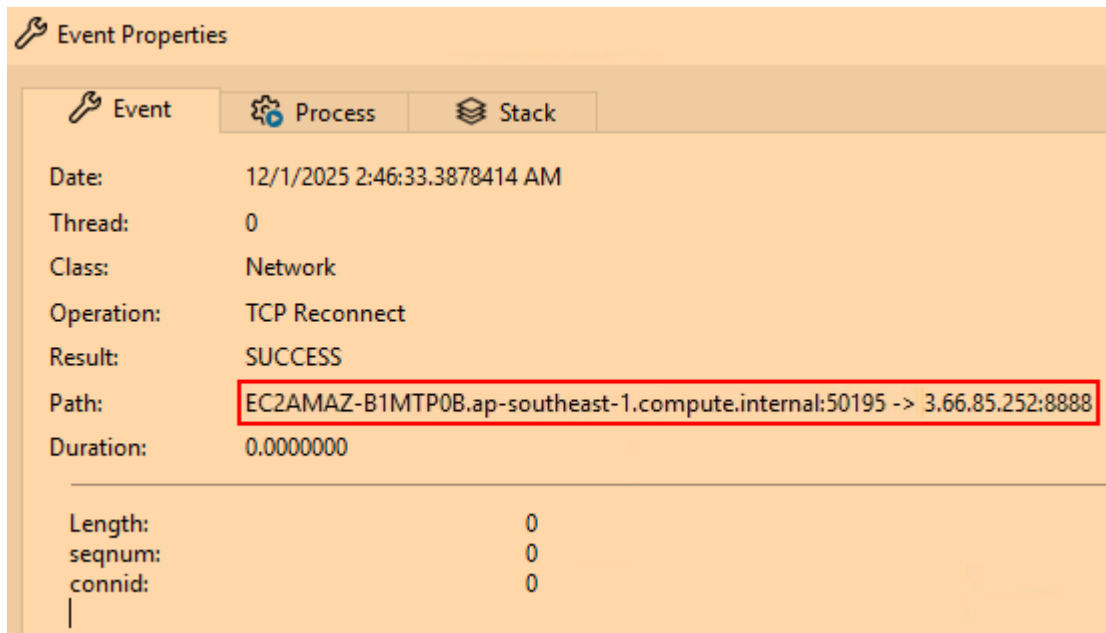 Event Properties
Event Process Stack
Date: 12/1/2025 2:46:33.3878414 AM
Thread: 0
Class: Network
Operation: TCP Reconnect
Result: SUCCESS
Path: EC2AMAZ-B1MTP0B.ap-southeast-1.compute.internal:50195 -> 3.66.85.252:8888
Duration: 0.0000000
Length: 0
seqnum: 0
connid: 0